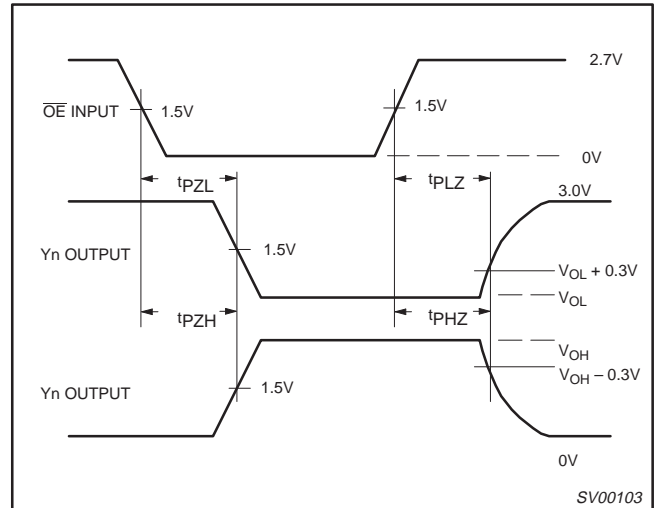 2.7V
OE INPUT
1.5V
1.5V
0V
tPZL
tPLZ
3.0V
Yn OUTPUT
1.5V
VOL + 0.3V
VOL
tPZH
tPHZ
VOH
VOH – 0.3V
Yn OUTPUT
1.5V
0V
SV00103